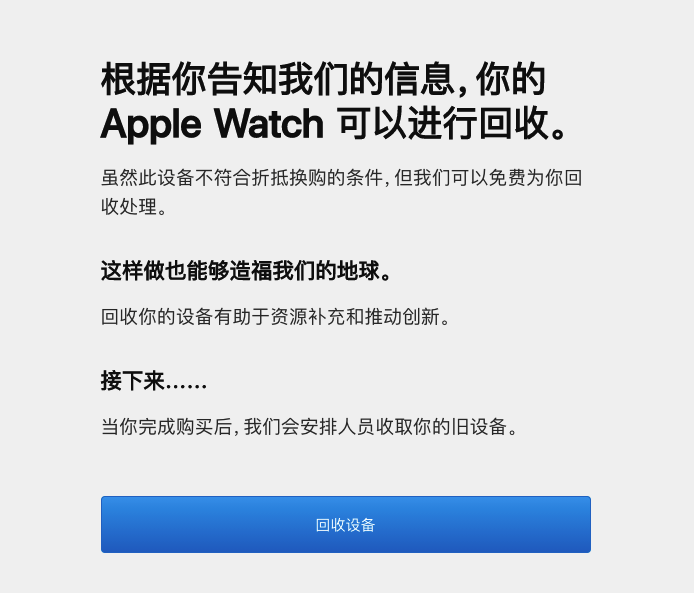 根据你告知我们的信息，你的
Apple Watch 可以进行回收。
虽然此设备不符合折抵换购的条件，但我们可以免费为你回
收处理。
这样做也能够造福我们的地球。
回收你的设备有助于资源补充和推动创新。
接下来……
当你完成购买后，我们会安排人员收取你的旧设备。
回收设备